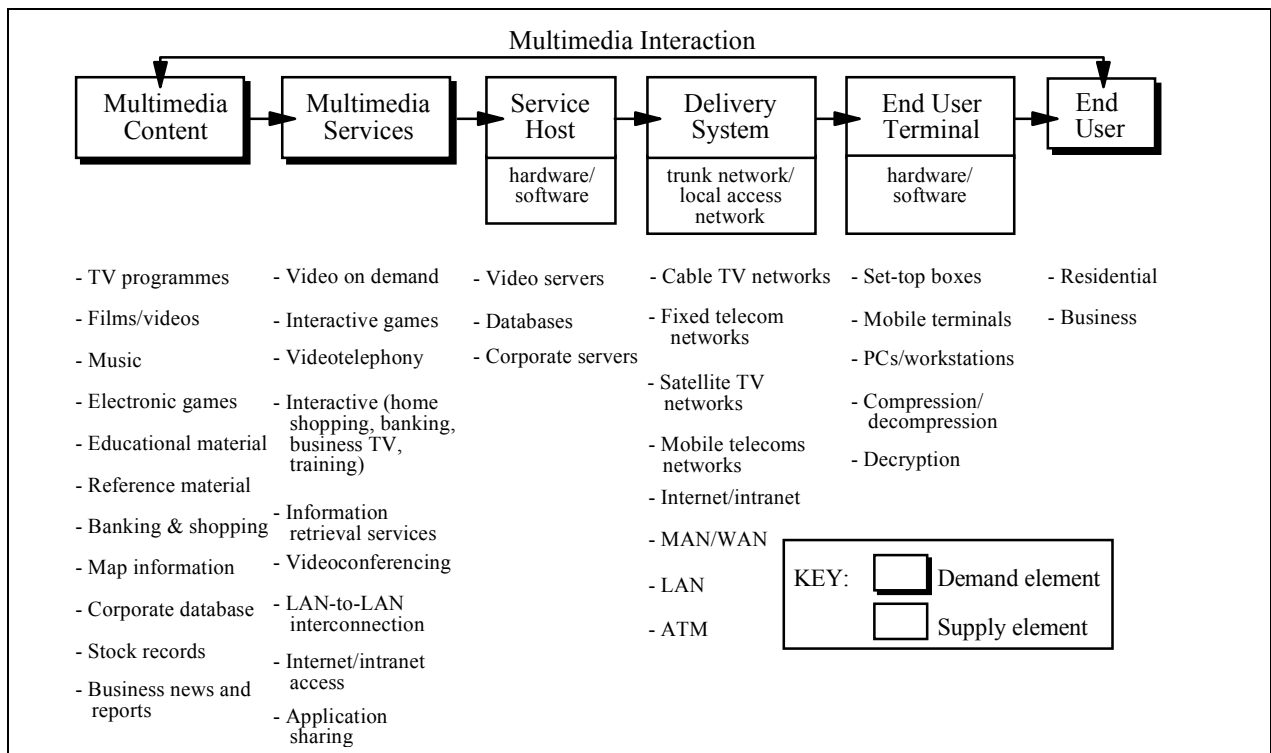 Multimedia Interaction
Multimedia
Content
Multimedia
Services
Service
Host
hardware/
software
Delivery
System
trunk network/
local access
network
End User
Terminal
hardware/
software
End
User
- TV programmes
- Films/videos
- Music
- Electronic games
- Educational material
- Reference material
- Banking & shopping
- Map information
- Corporate database
- Stock records
- Business news and
reports
- Video on demand
- Interactive games
- Videotelephony
- Interactive (home
shopping, banking,
business TV,
training)
- Information
retrieval services
- Videoconferencing
- LAN-to-LAN
interconnection
- Internet/intranet
access
- Application
sharing
- Video servers
- Databases
- Corporate servers
- Cable TV networks
- Fixed telecom
networks
- Satellite TV
networks
- Mobile telecoms
networks
- Internet/intranet
- MAN/WAN
- LAN
- ATM
- Set-top boxes
- Mobile terminals
- PCs/workstations
- Compression/
decompression
- Decryption
- Residential
- Business
KEY:
Demand element
Supply element